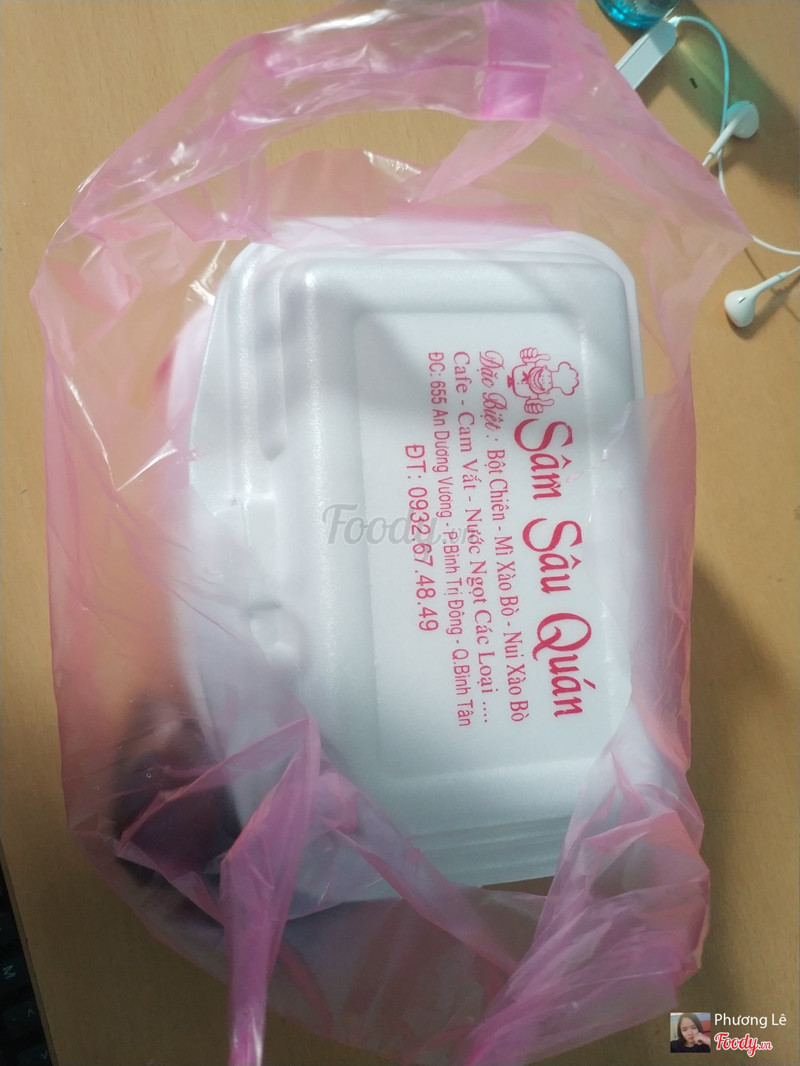 Sâm Sâu Quán
Đặc Biệt : Bột Chiên - Mì Xào Bò - Nui Xào Bò
Cafe - Cam Vắt - Nước Ngọt Các Loại ....
ĐC: 655 An Dương Vương _ P.Bình Trị Đông - Q.Bình Tân
ĐT: 0932.67.48.49
Foody.vn
Phương Lê
Foody.vn